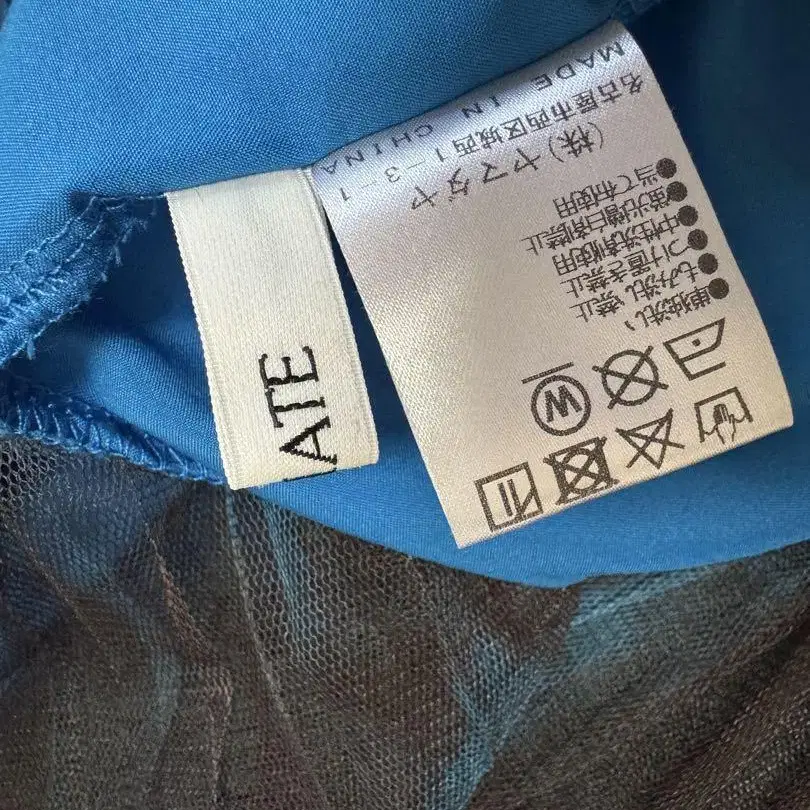 W
●単独洗い
●もみ洗い禁止
●つけ置き禁止
●中性洗剤使用
●蛍光増白剤禁止
●当て布使用
(株)ヤマダヤ
名古屋市西区城西1-3-1
MADE IN CHINA
ATE